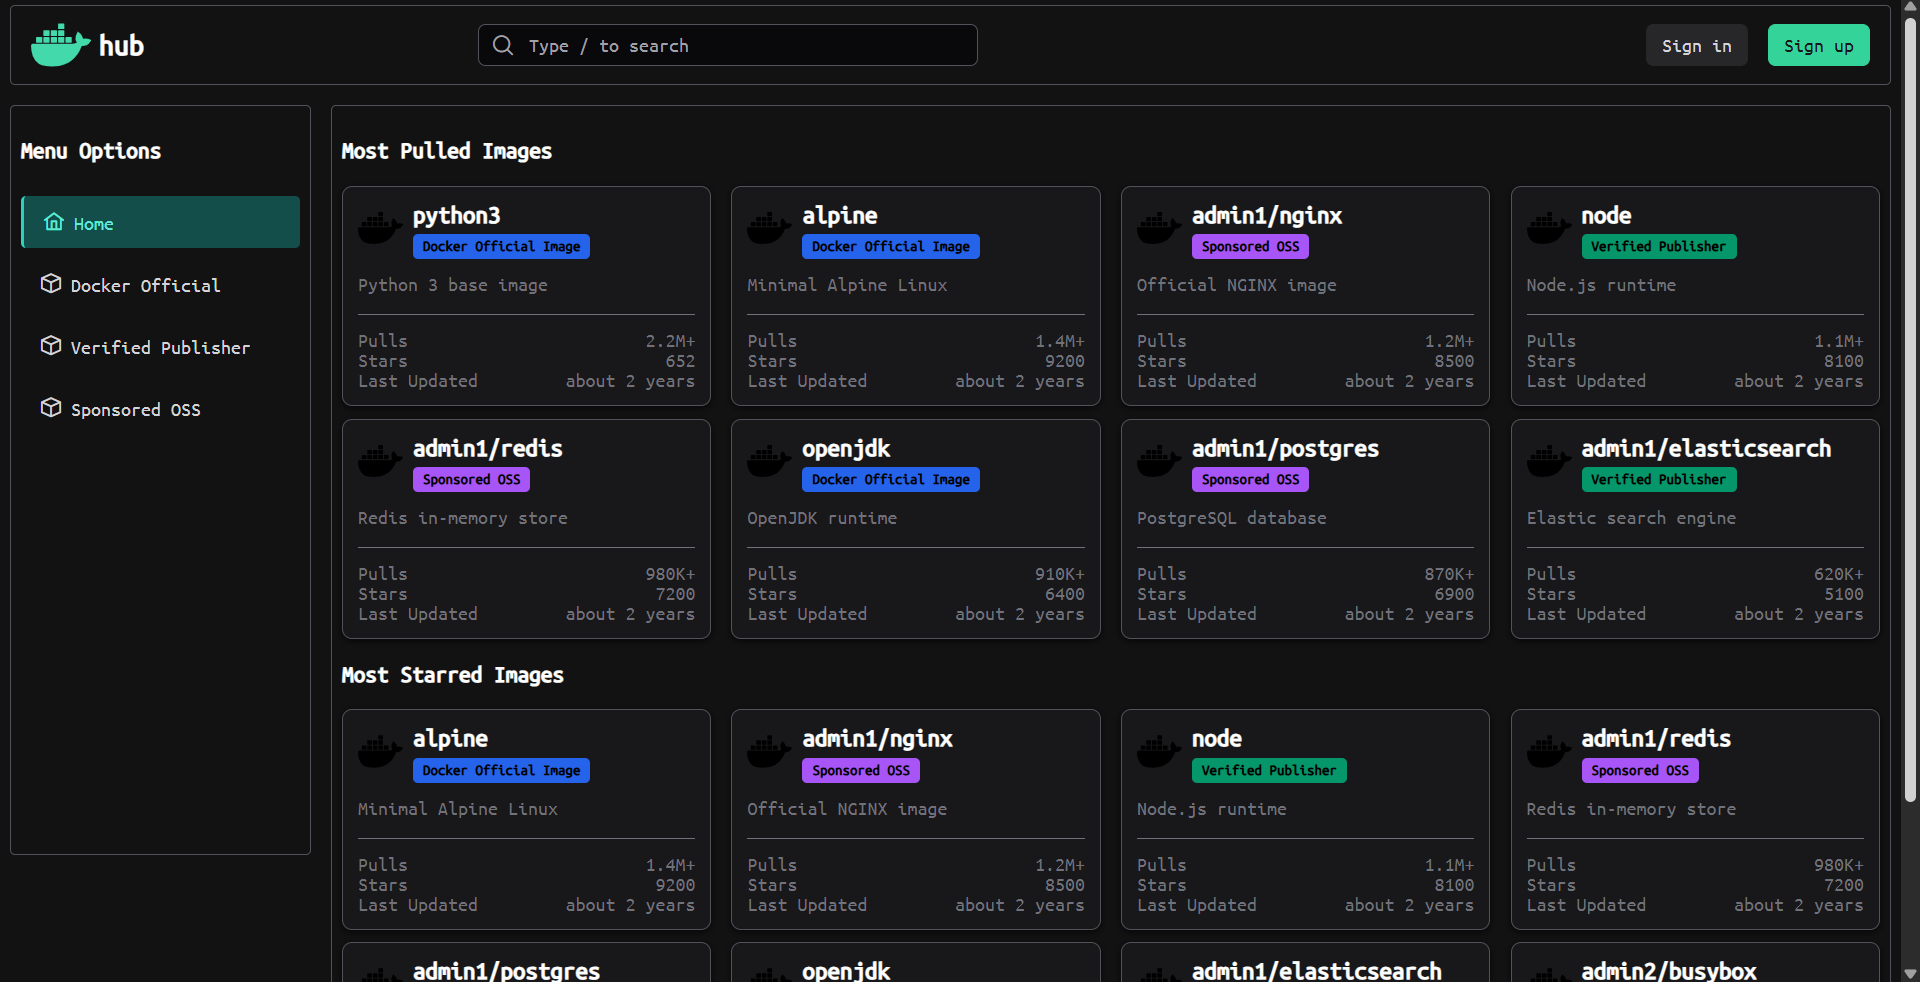 hub
Type / to search
Sign in
Sign up
Menu Options
Home
Docker Official
Verified Publisher
Sponsored OSS
Most Pulled Images
python3
Docker Official Image
Python 3 base image
Pulls 2.2M+
Stars 652
Last Updated about 2 years
alpine
Docker Official Image
Minimal Alpine Linux
Pulls 1.4M+
Stars 9200
Last Updated about 2 years
admin1/nginx
Sponsored OSS
Official NGINX image
Pulls 1.2M+
Stars 8500
Last Updated about 2 years
node
Verified Publisher
Node.js runtime
Pulls 1.1M+
Stars 8100
Last Updated about 2 years
admin1/redis
Sponsored OSS
Redis in-memory store
Pulls 980K+
Stars 7200
Last Updated about 2 years
openjdk
Docker Official Image
OpenJDK runtime
Pulls 910K+
Stars 6400
Last Updated about 2 years
admin1/postgres
Sponsored OSS
PostgreSQL database
Pulls 870K+
Stars 6900
Last Updated about 2 years
admin1/elasticsearch
Verified Publisher
Elastic search engine
Pulls 620K+
Stars 5100
Last Updated about 2 years
Most Starred Images
alpine
Docker Official Image
Minimal Alpine Linux
Pulls 1.4M+
Stars 9200
Last Updated about 2 years
admin1/nginx
Sponsored OSS
Official NGINX image
Pulls 1.2M+
Stars 8500
Last Updated about 2 years
node
Verified Publisher
Node.js runtime
Pulls 1.1M+
Stars 8100
Last Updated about 2 years
admin1/redis
Sponsored OSS
Redis in-memory store
Pulls 980K+
Stars 7200
Last Updated about 2 years
admin1/postgres
openjdk
admin1/elasticsearch
admin2/busybox